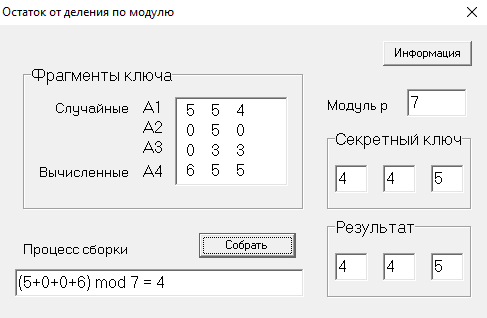 Остаток от деления по модулю
Информация
Фрагменты ключа
Случайные A1 5 5 4
A2 0 5 0
A3 0 3 3
Вычисленные A4 6 5 5
Модуль p 7
Секретный ключ
4 4 5
Результат
4 4 5
Процесс сборки
Собрать
(5+0+0+6) mod 7 = 4